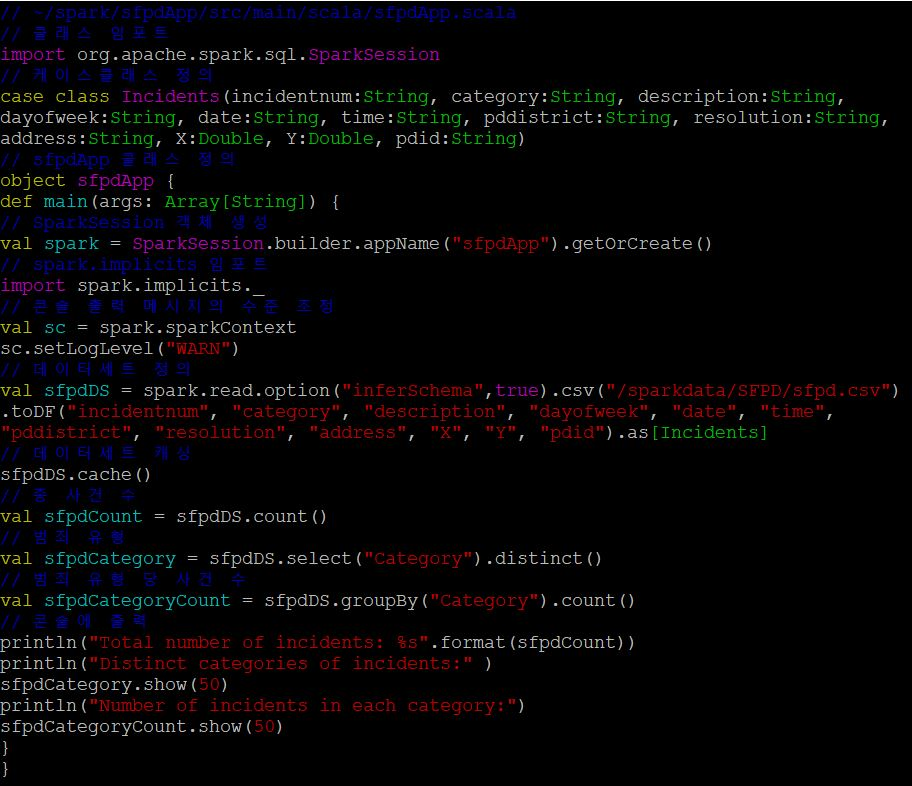 // ~/spark/sfpdApp/src/main/scala/sfpdApp.scala
// 클래스 임포트
import org.apache.spark.sql.SparkSession
// 케이스클래스 정의
case class Incidents(incidentnum:String, category:String, description:String,
dayofweek:String, date:String, time:String, pddistrict:String, resolution:String,
address:String, X:Double, Y:Double, pdid:String)
// sfpdApp 클래스 정의
object sfpdApp {
def main(args: Array[String]) {
// SparkSession 객체 생성
val spark = SparkSession.builder.appName("sfpdApp").getOrCreate()
// spark.implicits 임포트
import spark.implicits._
// 콘솔 출력 메시지의 수준 조정
val sc = spark.sparkContext
sc.setLogLevel("WARN")
// 데이터세트 정의
val sfpdDS = spark.read.option("inferSchema",true).csv("/sparkdata/SFPD/sfpd.csv")
.toDF("incidentnum", "category", "description", "dayofweek", "date", "time",
"pddistrict", "resolution", "address", "X", "Y", "pdid").as[Incidents]
// 데이터세트 캐싱
sfpdDS.cache()
// 총 사건 수
val sfpdCount = sfpdDS.count()
// 범죄 유형
val sfpdCategory = sfpdDS.select("Category").distinct()
// 범죄 유형 당 사건 수
val sfpdCategoryCount = sfpdDS.groupBy("Category").count()
// 콘솔에 출력
println("Total number of incidents: %s".format(sfpdCount))
println("Distinct categories of incidents:" )
sfpdCategory.show(50)
println("Number of incidents in each category:")
sfpdCategoryCount.show(50)
}
}